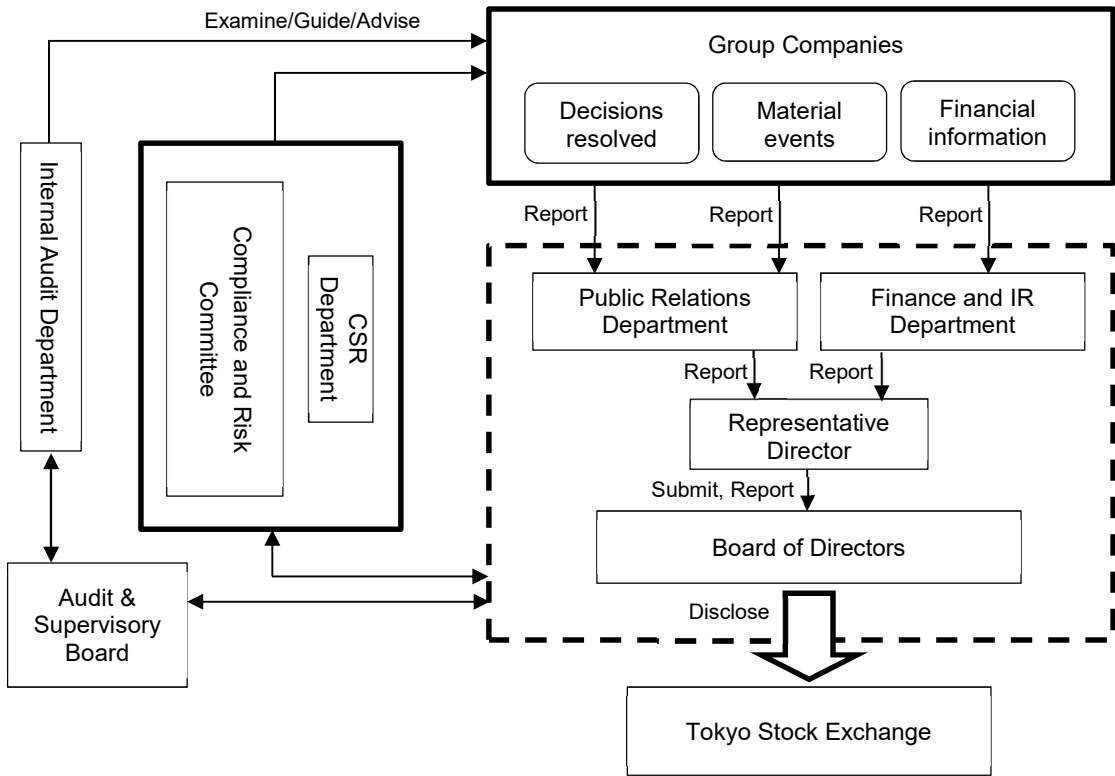 Examine/Guide/Advise
Group Companies
Decisions
resolved
Material
events
Financial
information
Internal Audit Department
Compliance and Risk
Committee
CSR
Department
Report
Report
Report
Public Relations
Department
Finance and IR
Department
Report
Report
Representative
Director
Submit, Report
Board of Directors
Audit &
Supervisory
Board
Disclose
Tokyo Stock Exchange